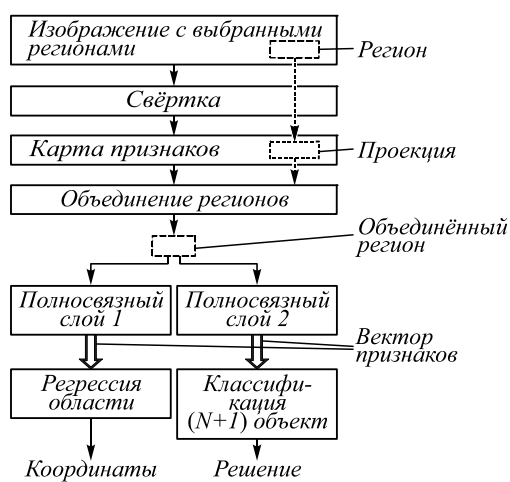 Изображение с выбранными
регионами
Регион
Свёртка
Карта признаков
Проекция
Объединение регионов
Объединённый
регион
Полносвязный
слой 1
Полносвязный
слой 2
Вектор
признаков
Регрессия
области
Классифи-
кация
(N+1) объект
Координаты
Решение